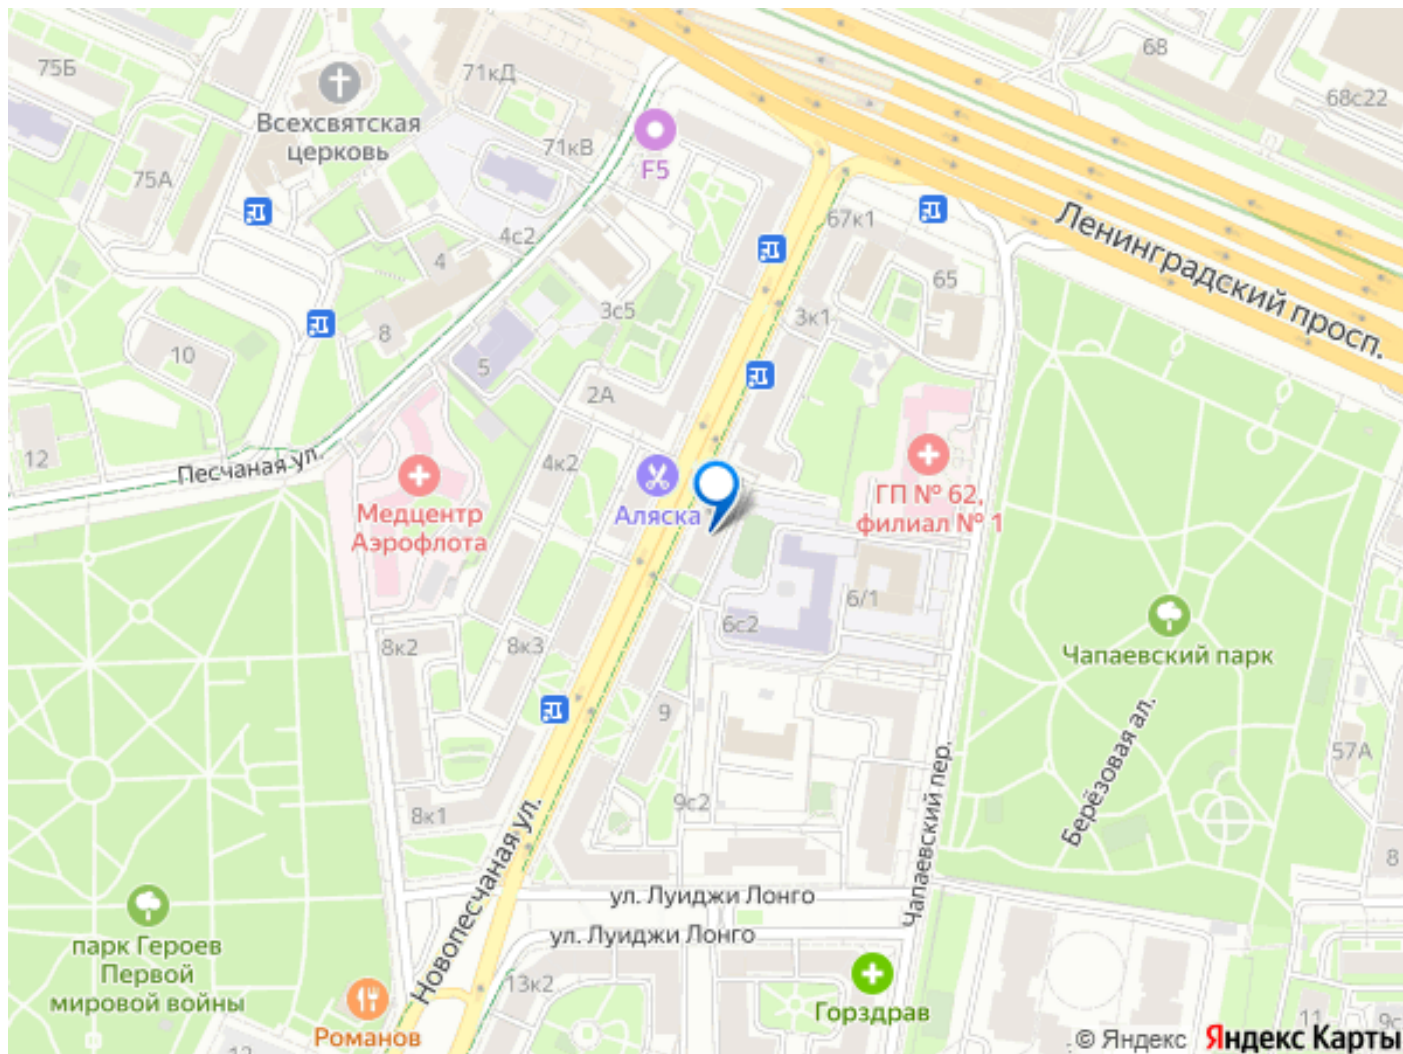 68
75Б
71кД
68с22
Всехсвятская
церковь
71кВ
F5
75А
67к1
4с2
Ленинградский просп.
4
65
3с5
3к1
8
10
5
2А
12
Песчаная ул.
4к2
Аляска
ГП № 62,
филиал № 1
Медцентр
Аэрофлота
6/1
6с2
8к2
8к3
Чапаевский парк
9
Берёзовая ал.
57А
Чапаевский пер.
9с2
8к1
Новопесчаная ул.
8
ул. Луиджи Лонго
ул. Луиджи Лонго
парк Героев
Первой
мировой войны
13к2
Горздрав
Романов
11
© Яндекс
Яндекс Карты